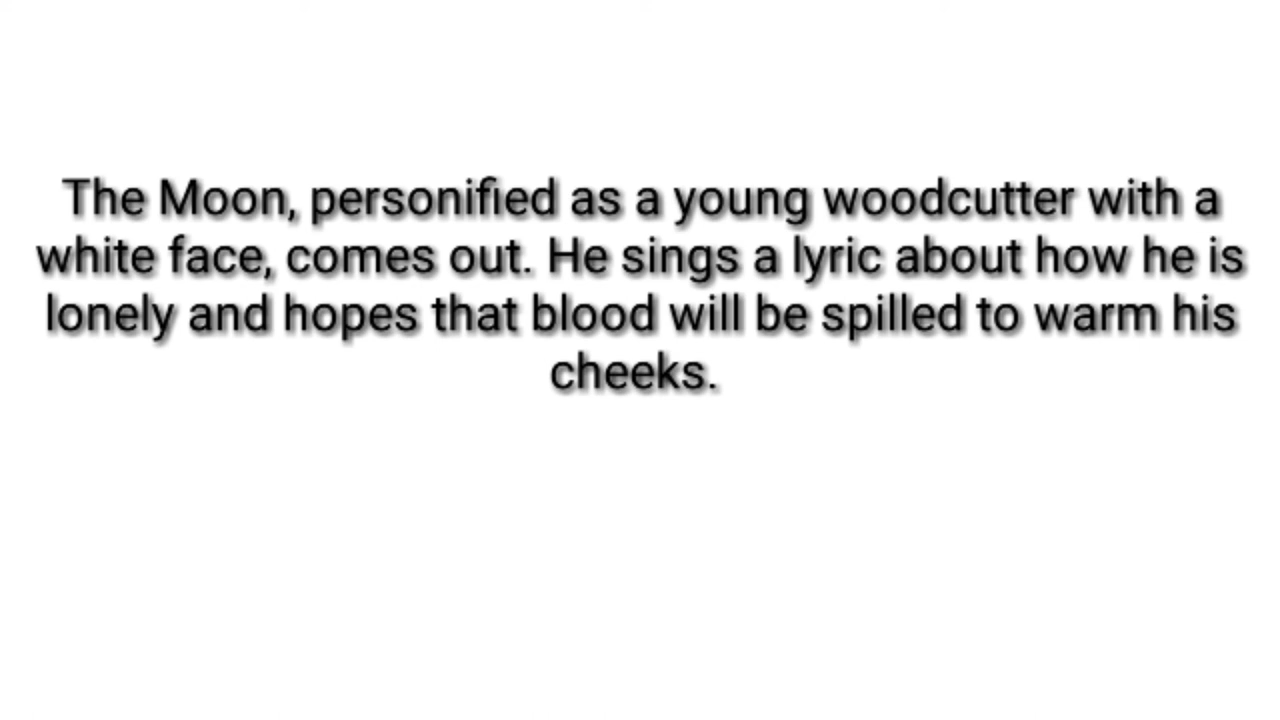 The Moon, personified as a young woodcutter with a
white face, comes out. He sings a lyric about how he is
lonely and hopes that blood will be spilled to warm his
cheeks.